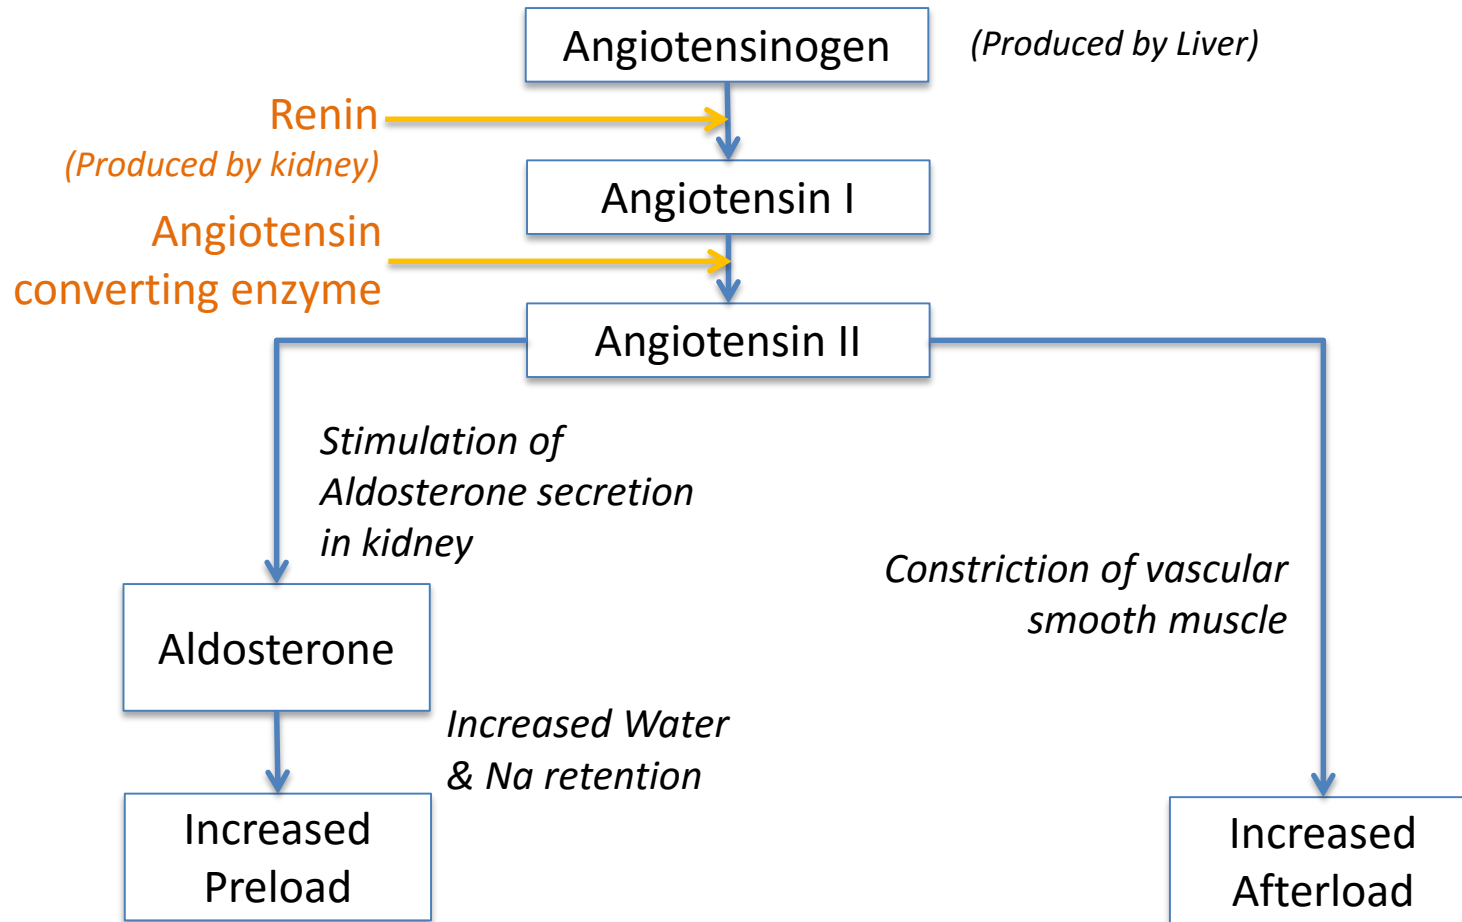 Angiotensinogen
(Produced by Liver)
Renin
(Produced by kidney)
Angiotensin I
Angiotensin
converting enzyme
Angiotensin II
Stimulation of
Aldosterone secretion
in kidney
Constriction of vascular
smooth muscle
Aldosterone
Increased Water
& Na retention
Increased
Preload
Increased
Afterload